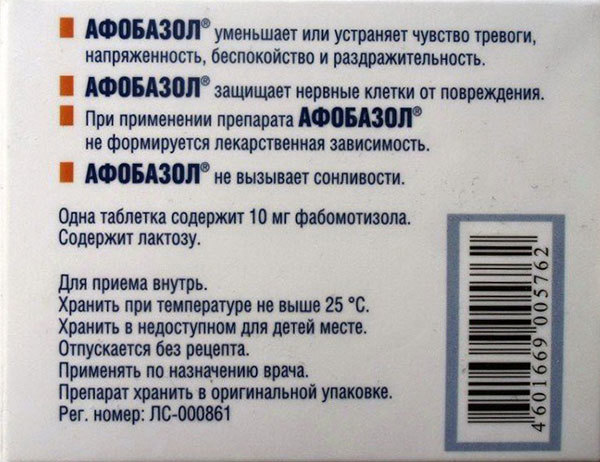 АФОБАЗОЛ® уменьшает или устраняет чувство тревоги,
напряженность, беспокойство и раздражительность.
АФОБАЗОЛ® защищает нервные клетки от повреждения.
При применении препарата АФОБАЗОЛ®
не формируется лекарственная зависимость.
АФОБАЗОЛ® не вызывает сонливости.
Одна таблетка содержит 10 мг фабомотизола.
Содержит лактозу.
Для приема внутрь.
Хранить при температуре не выше 25 °С.
Хранить в недоступном для детей месте.
Отпускается без рецепта.
Применять по назначению врача.
Препарат хранить в оригинальной упаковке.
Рег. номер: ЛС-000861
4601669005762